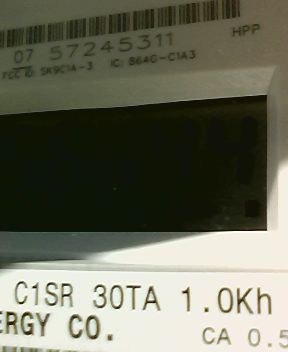 07 57245311 HPP
FCC ID: SK9C1A-3 IC: 864G-C1A3
C1SR 30TA 1.0Kh
ERGY CO. CA 0.5